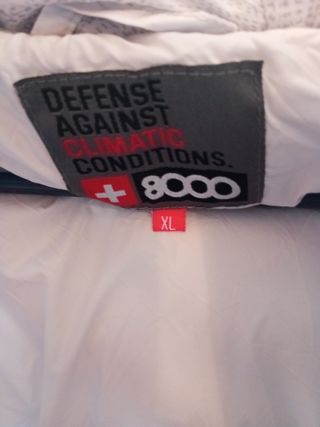 DEFENSE
AGAINST
CLIMATIC
CONDITIONS.
8000
XL